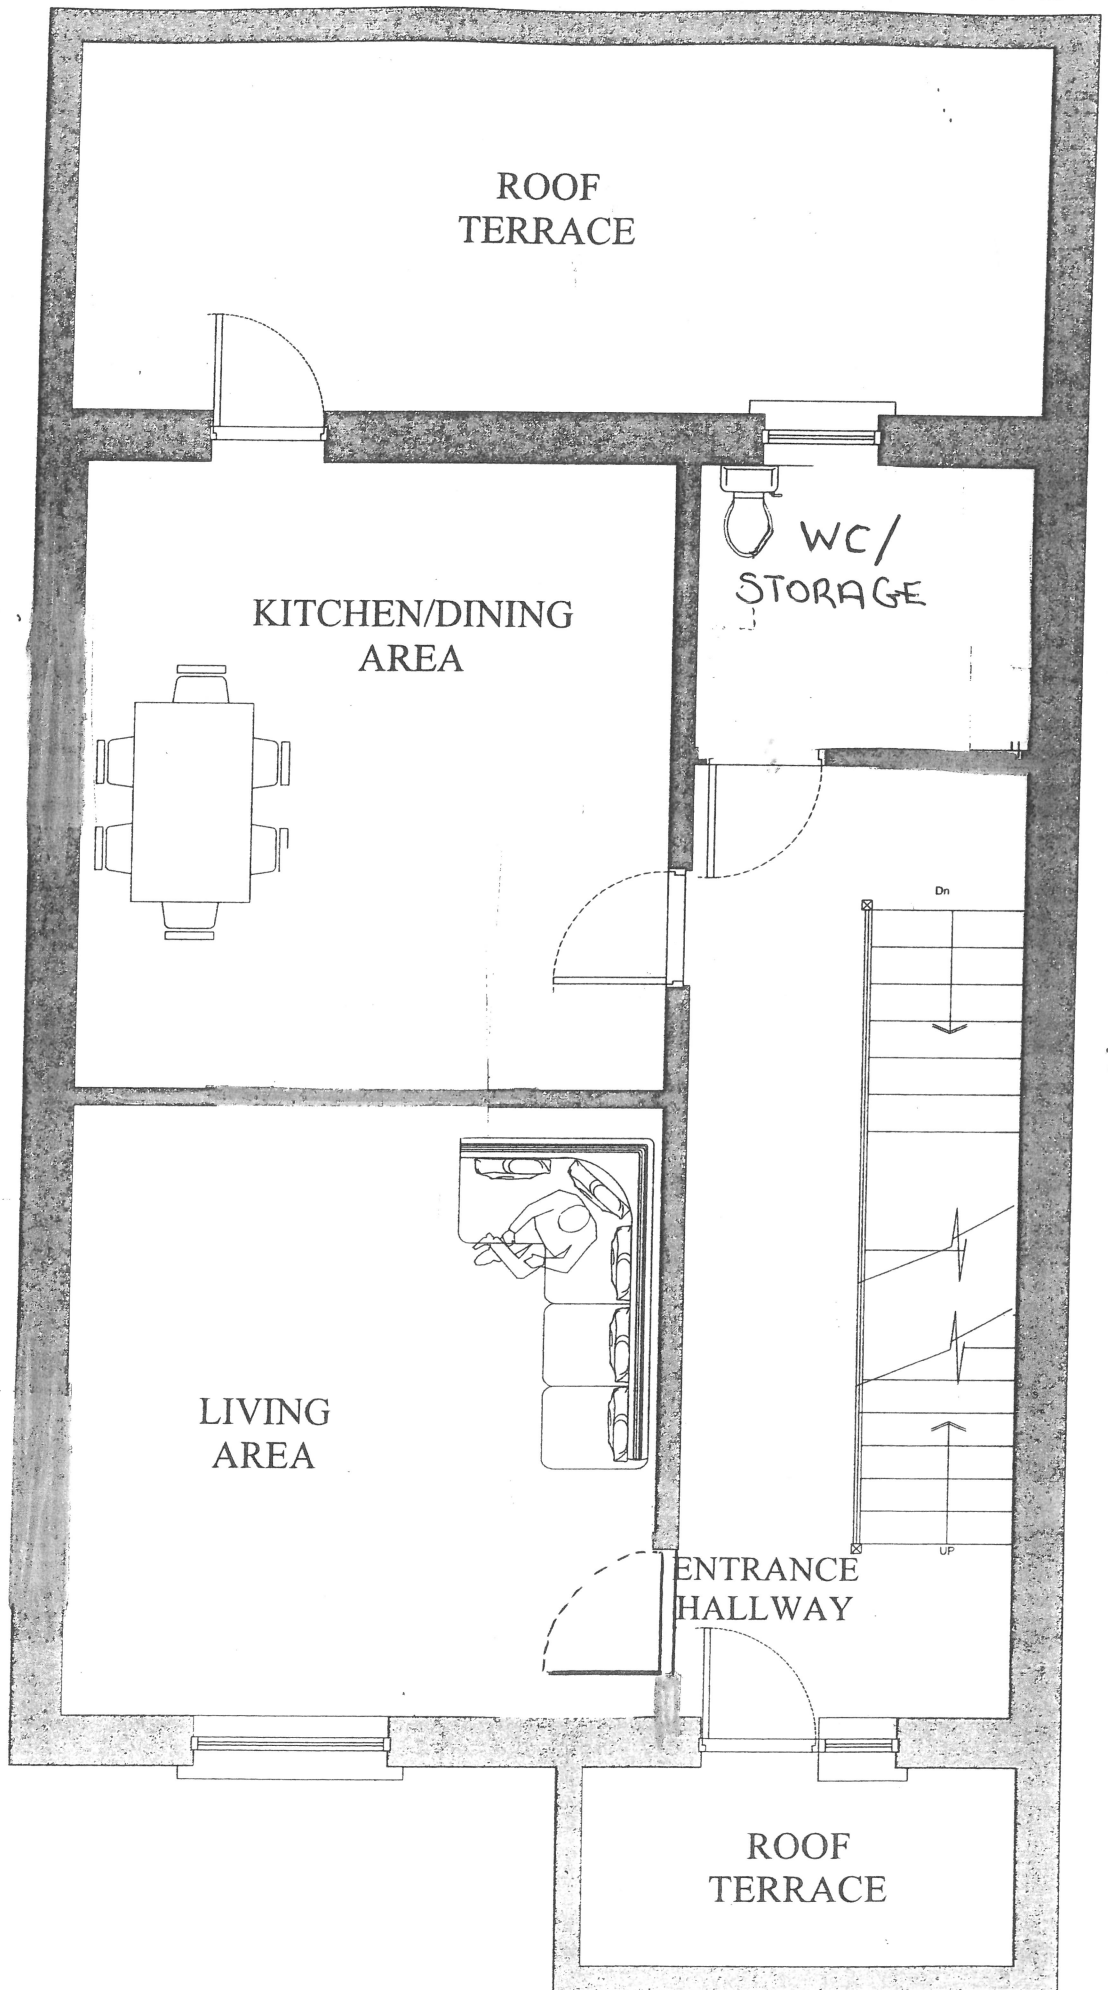 ROOF
TERRACE
WC/
STORAGE
KITCHEN/DINING
AREA
Dn
LIVING
AREA
UP
ENTRANCE
HALLWAY
ROOF
TERRACE